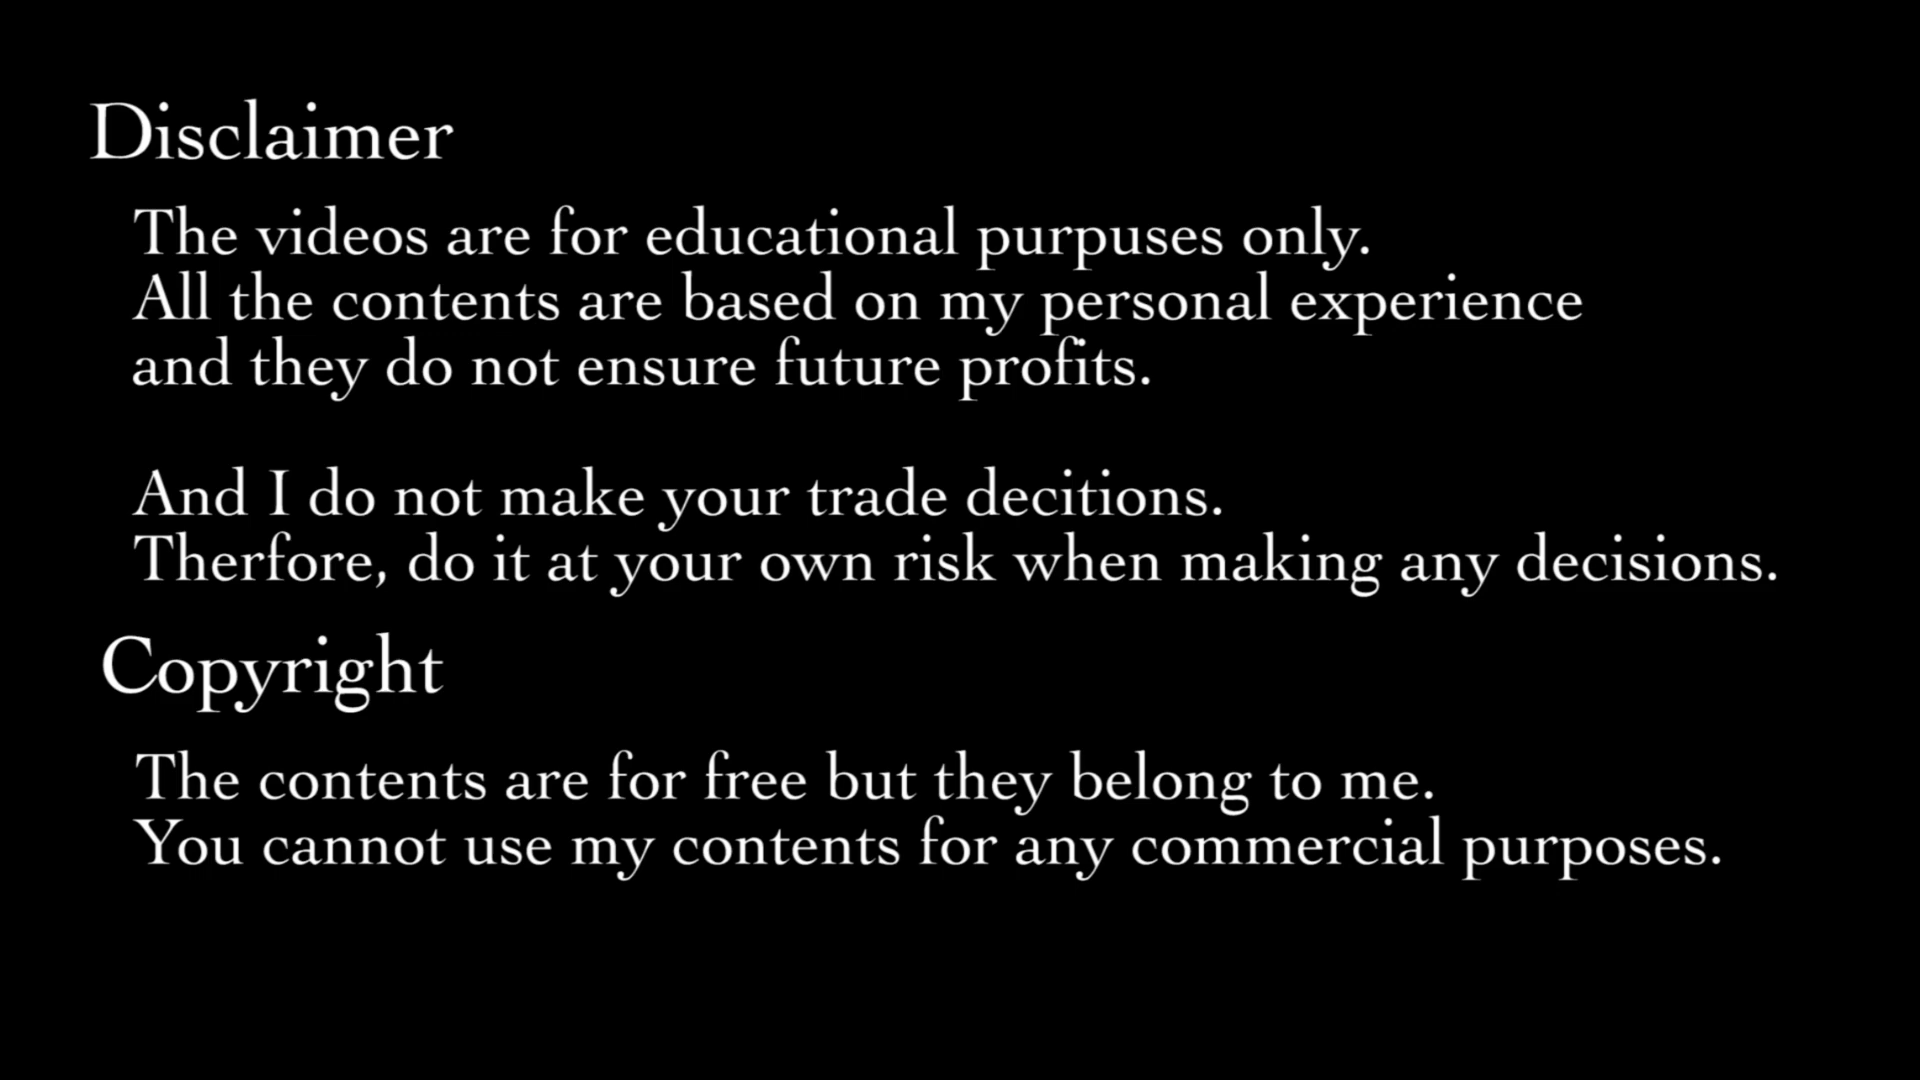 Disclaimer
The videos are for educational purpuses only.
All the contents are based on my personal experience
and they do not ensure future profits.
And I do not make your trade decitions.
Therfore, do it at your own risk when making any decisions.
Copyright
The contents are for free but they belong to me.
You cannot use my contents for any commercial purposes.